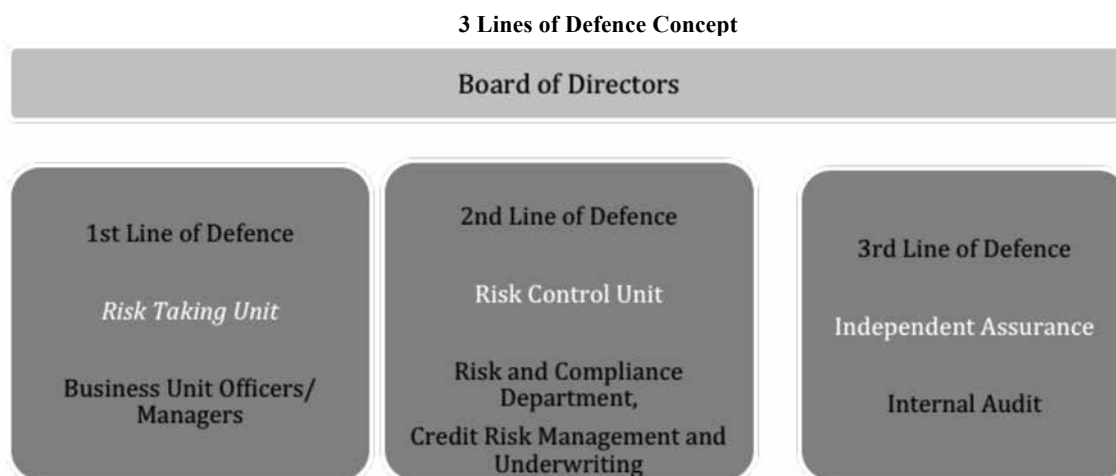 3 Lines of Defence Concept
Board of Directors
1st Line of Defence
Risk Taking Unit
Business Unit Officers/
Managers
2nd Line of Defence
Risk Control Unit
Risk and Compliance
Department,
Credit Risk Management and
Underwriting
3rd Line of Defence
Independent Assurance
Internal Audit